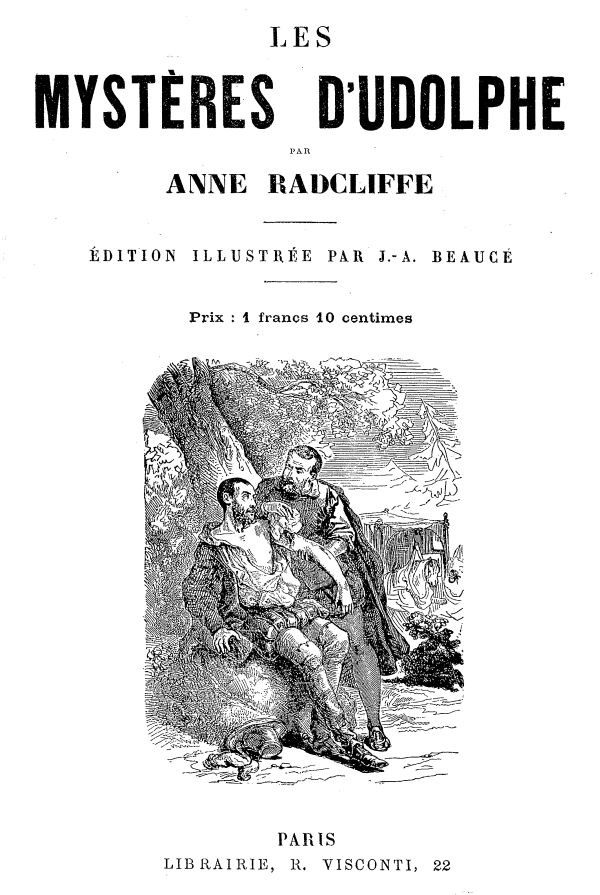 LES
MYSTÈRES D'UDOLPHE
PAR
ANNE RADCLIFFE
ÉDITION ILLUSTRÉE PAR J.-A. BEAUCÉ
Prix : 1 francs 10 centimes
PARIS
LIBRAIRIE, R. VISCONTI, 22